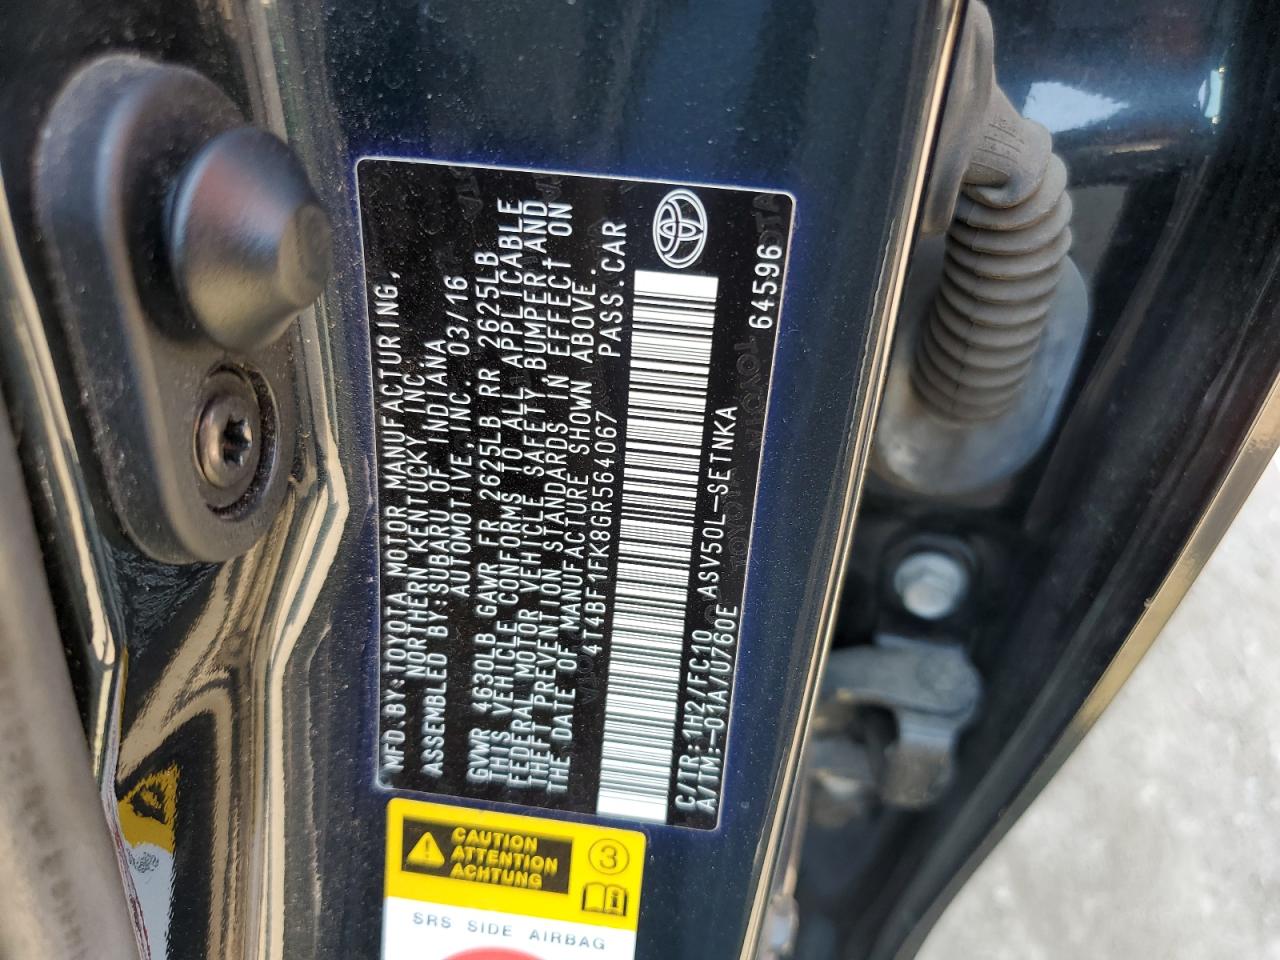 MFD.BY:TOYOTA MOTOR MANUFACTURING,
NORTHERN KENTUCKY INC.
ASSEMBLED BY:SUBARU OF INDIANA
AUTOMOTIVE,INC. 03/16
GVWR 4630LB GAWR FR 2625LB RR 2625LB
THIS VEHICLE CONFORMS TO ALL APPLICABLE
FEDERAL MOTOR VEHICLE SAFETY, BUMPER, AND
THEFT PREVENTION STANDARDS IN EFFECT ON
THE DATE OF MANUFACTURE SHOWN ABOVE.
4T4BF1FK8GR564067 PASS.CAR
C/TR:1H2/FC10 ASV50L-SETNKA
A/TM:-01A/U760E 64596
CAUTION
ATTENTION
ACHTUNG
3
SRS SIDE AIRBAG